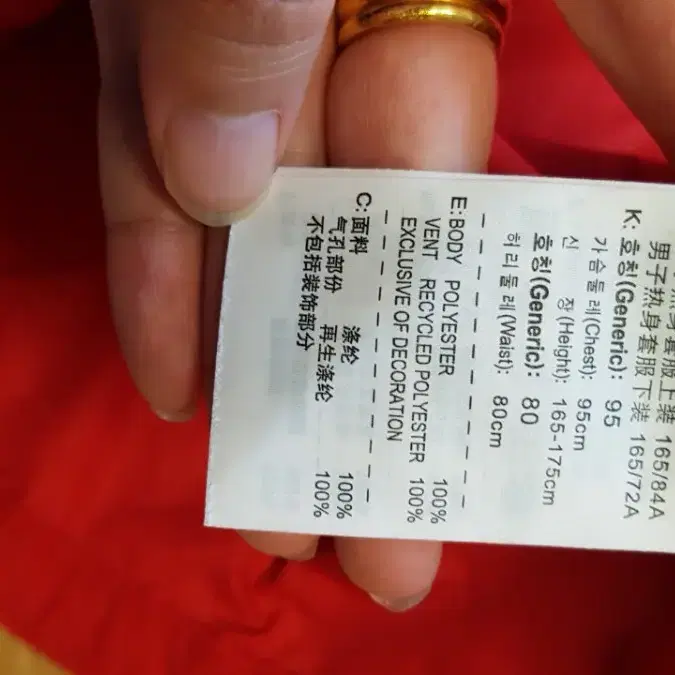 男子热身套服上装 165/84A
男子热身套服下装 165/72A
K: 호칭(Generic): 95
가슴둘레(Chest): 95cm
신 장(Height): 165-175cm
호칭(Generic): 80
허리둘레(Waist): 80cm
E: BODY POLYESTER 100%
VENT RECYCLED POLYESTER 100%
EXCLUSIVE OF DECORATION
C: 面料 涤纶 100%
气孔部份 再生涤纶 100%
不包括装饰部分